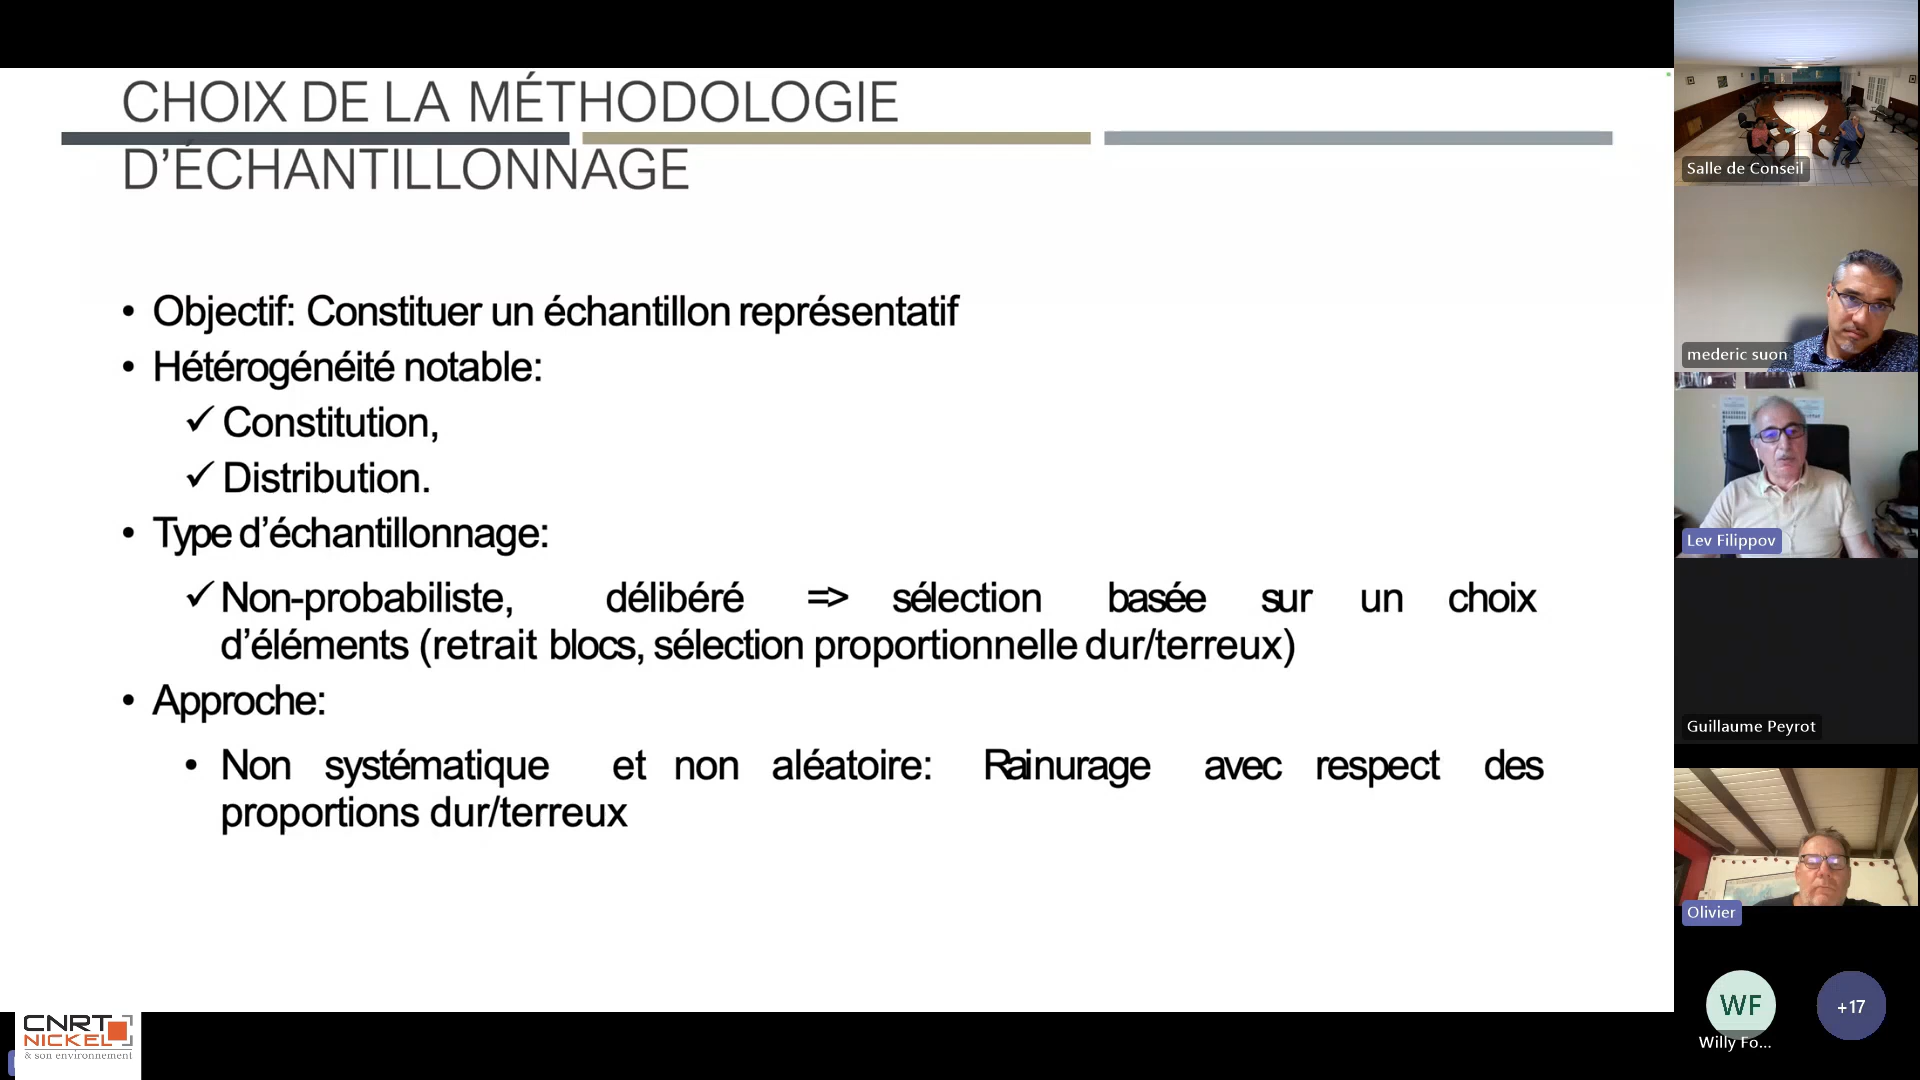 CHOIX DE LA MÉTHODOLOGIE
D’ÉCHANTILLONNAGE
• Objectif: Constituer un échantillon représentatif
• Hétérogénéité notable:
✓ Constitution,
✓ Distribution.
• Type d’échantillonnage:
✓ Non-probabiliste, délibéré => sélection basée sur un choix
d’éléments (retrait blocs, sélection proportionnelle dur/terreux)
• Approche:
• Non systématique et non aléatoire: Rainurage avec respect des
proportions dur/terreux
Salle de Conseil
mederic suon
Lev Filippov
Guillaume Peyrot
Olivier
WF
+17
Willy Fo...
CNRT
NICKEL
& son environnement